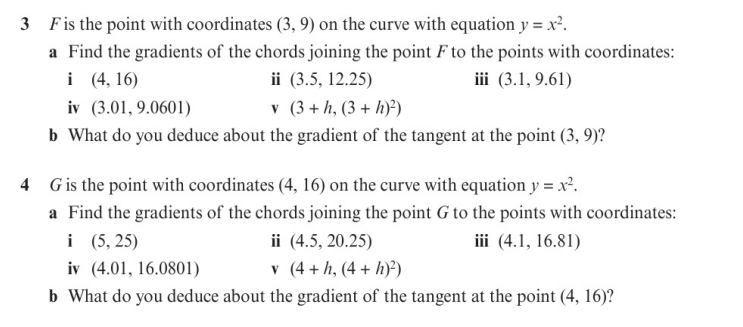 3 F is the point with coordinates (3, 9) on the curve with equation y = x².
a Find the gradients of the chords joining the point F to the points with coordinates:
i (4, 16) ii (3.5, 12.25) iii (3.1, 9.61)
iv (3.01, 9.0601) v (3 + h, (3 + h)²)
b What do you deduce about the gradient of the tangent at the point (3, 9)?
4 G is the point with coordinates (4, 16) on the curve with equation y = x².
a Find the gradients of the chords joining the point G to the points with coordinates:
i (5, 25) ii (4.5, 20.25) iii (4.1, 16.81)
iv (4.01, 16.0801) v (4 + h, (4 + h)²)
b What do you deduce about the gradient of the tangent at the point (4, 16)?